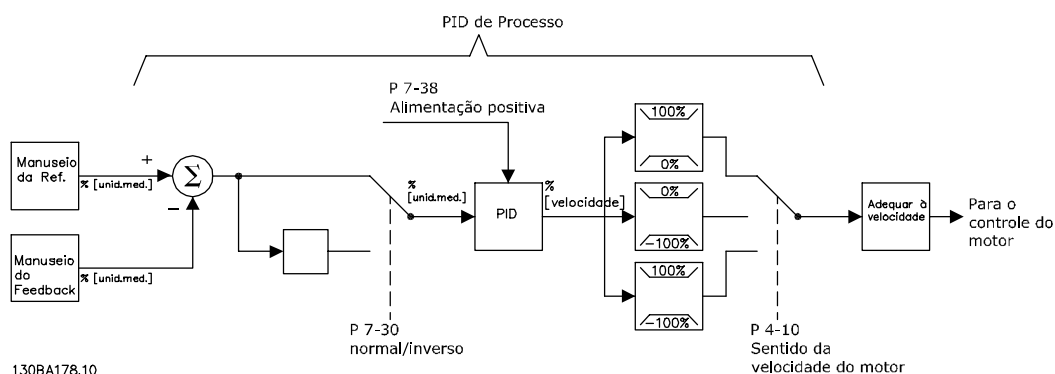 PID de Processo
P 7-38
Alimentação positiva
Manuseio
da Ref.
% [unid.med.]
+
Σ
−
Manuseio
do
Feedback
% [unid.med.]
%
[unid.med.]
PID
%
[velocidade]
100%
0%
0%
−100%
100%
−100%
Adequar à
velocidade
Para o
controle do
motor
P 7-30
normal/inverso
P 4-10
Sentido da
velocidade do motor
130BA178.10